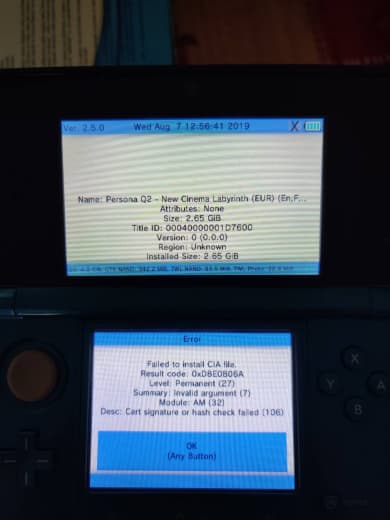 Ver. 2.5.0 Wed Aug 7 12:56:41 2019
Name: Persona Q2 - New Cinema Labyrinth (EUR) (En,F...
Attributes: None
Size: 2.65 GiB
Title ID: 00040000001D7600
Version: 0 (0.0.0)
Region: Unknown
Installed Size: 2.65 GiB
Error
Failed to install CIA file.
Result code: 0xD8E0806A
Level: Permanent (27)
Summary: Invalid argument (7)
Module: AM (32)
Desc: Cert signature or hash check failed (106)
OK
(Any Button)
X
Y
A
B